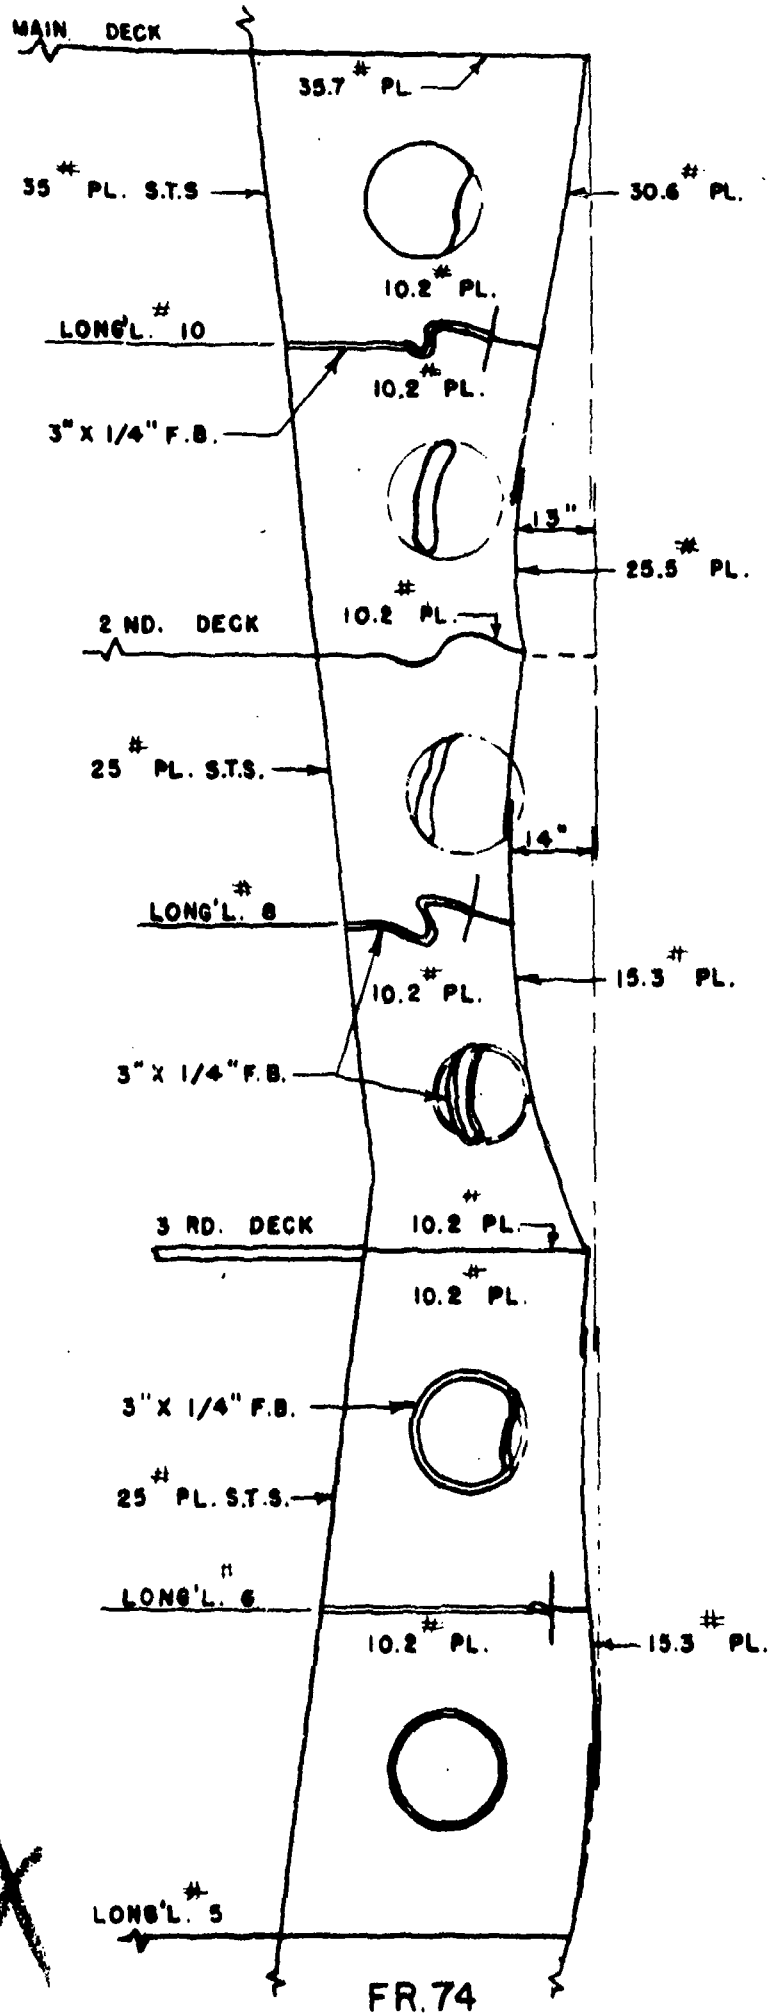 MAIN DECK
35.7# PL
35# PL. S.T.S
30.6# PL.
10.2# PL.
LONG'L. # 10
10.2# PL.
3" X 1/4" F.B.
13"
25.5# PL.
10.2# PL.
2 ND. DECK
25# PL. S.T.S.
14"
LONG'L. # 8
15.3# PL.
10.2# PL.
3" X 1/4" F.B.
3 RD. DECK
10.2# PL.
10.2# PL.
3" X 1/4" F.B.
25# PL. S.T.S.
LONG'L. # 6
10.2# PL.
15.3# PL.
LONG'L. # 5
FR. 74